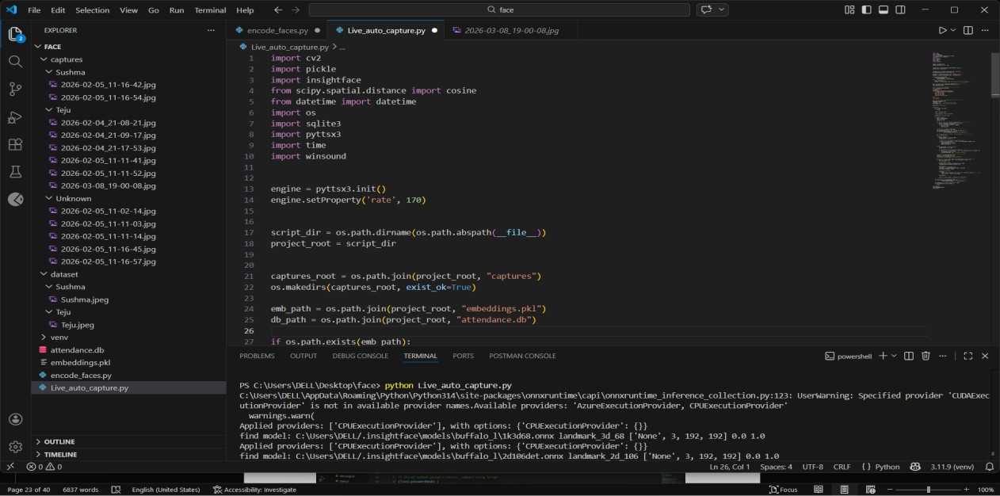 File Edit Selection View Go Run Terminal Help
face
EXPLORER
encode_faces.py
Live_auto_capture.py
2026-03-08_19-00-08.jpg
Live_auto_capture.py > ...
2
FACE
captures
Sushma
2026-02-05_11-16-42.jpg
2026-02-05_11-16-54.jpg
Teju
2026-02-04_21-08-21.jpg
2026-02-04_21-09-17.jpg
2026-02-04_21-17-53.jpg
2026-02-05_11-11-41.jpg
2026-02-05_11-11-52.jpg
2026-03-08_19-00-08.jpg
Unknown
2026-02-05_11-02-14.jpg
2026-02-05_11-11-03.jpg
2026-02-05_11-11-14.jpg
2026-02-05_11-16-45.jpg
2026-02-05_11-16-57.jpg
dataset
Sushma
Sushma.jpeg
Teju
Teju.jpeg
venv
attendance.db
embeddings.pkl
encode_faces.py
Live_auto_capture.py
OUTLINE
TIMELINE
1 import cv2
2 import pickle
3 import insightface
4 from scipy.spatial.distance import cosine
5 from datetime import datetime
6 import os
7 import sqlite3
8 import pyttsx3
9 import time
10 import winsound
11
12
13 engine = pyttsx3.init()
14 engine.setProperty('rate', 170)
15
16
17 script_dir = os.path.dirname(os.path.abspath(__file__))
18 project_root = script_dir
19
20
21 captures_root = os.path.join(project_root, "captures")
22 os.makedirs(captures_root, exist_ok=True)
23
24 emb_path = os.path.join(project_root, "embeddings.pkl")
25 db_path = os.path.join(project_root, "attendance.db")
26
27 if os.path.exists(emb_path):
PROBLEMS OUTPUT DEBUG CONSOLE TERMINAL PORTS POSTMAN CONSOLE
powershell
PS C:\Users\DELL\Desktop\face> python Live_auto_capture.py
C:\Users\DELL\AppData\Roaming\Python\Python314\site-packages\onnxruntime\capi\onnxruntime_inference_collection.py:123: UserWarning: Specified provider 'CUDAExec
utionProvider' is not in available provider names.Available providers: 'AzureExecutionProvider, CPUExecutionProvider'
warnings.warn(
Applied providers: ['CPUExecutionProvider'], with options: {'CPUExecutionProvider': {}}
find model: C:\Users\DELL/.insightface\models\buffalo_l\1k3d68.onnx landmark_3d_68 ['None', 3, 192, 192] 0.0 1.0
Applied providers: ['CPUExecutionProvider'], with options: {'CPUExecutionProvider': {}}
find model: C:\Users\DELL/.insightface\models\buffalo_l\2d106det.onnx landmark_2d_106 ['None', 3, 192, 192] 0.0 1.0
0 0 Ln 26, Col 1 Spaces: 4 UTF-8 CRLF {} Python 3.11.9 (venv)
Page 23 of 40 6837 words English (United States) Accessibility: Investigate Focus 100%